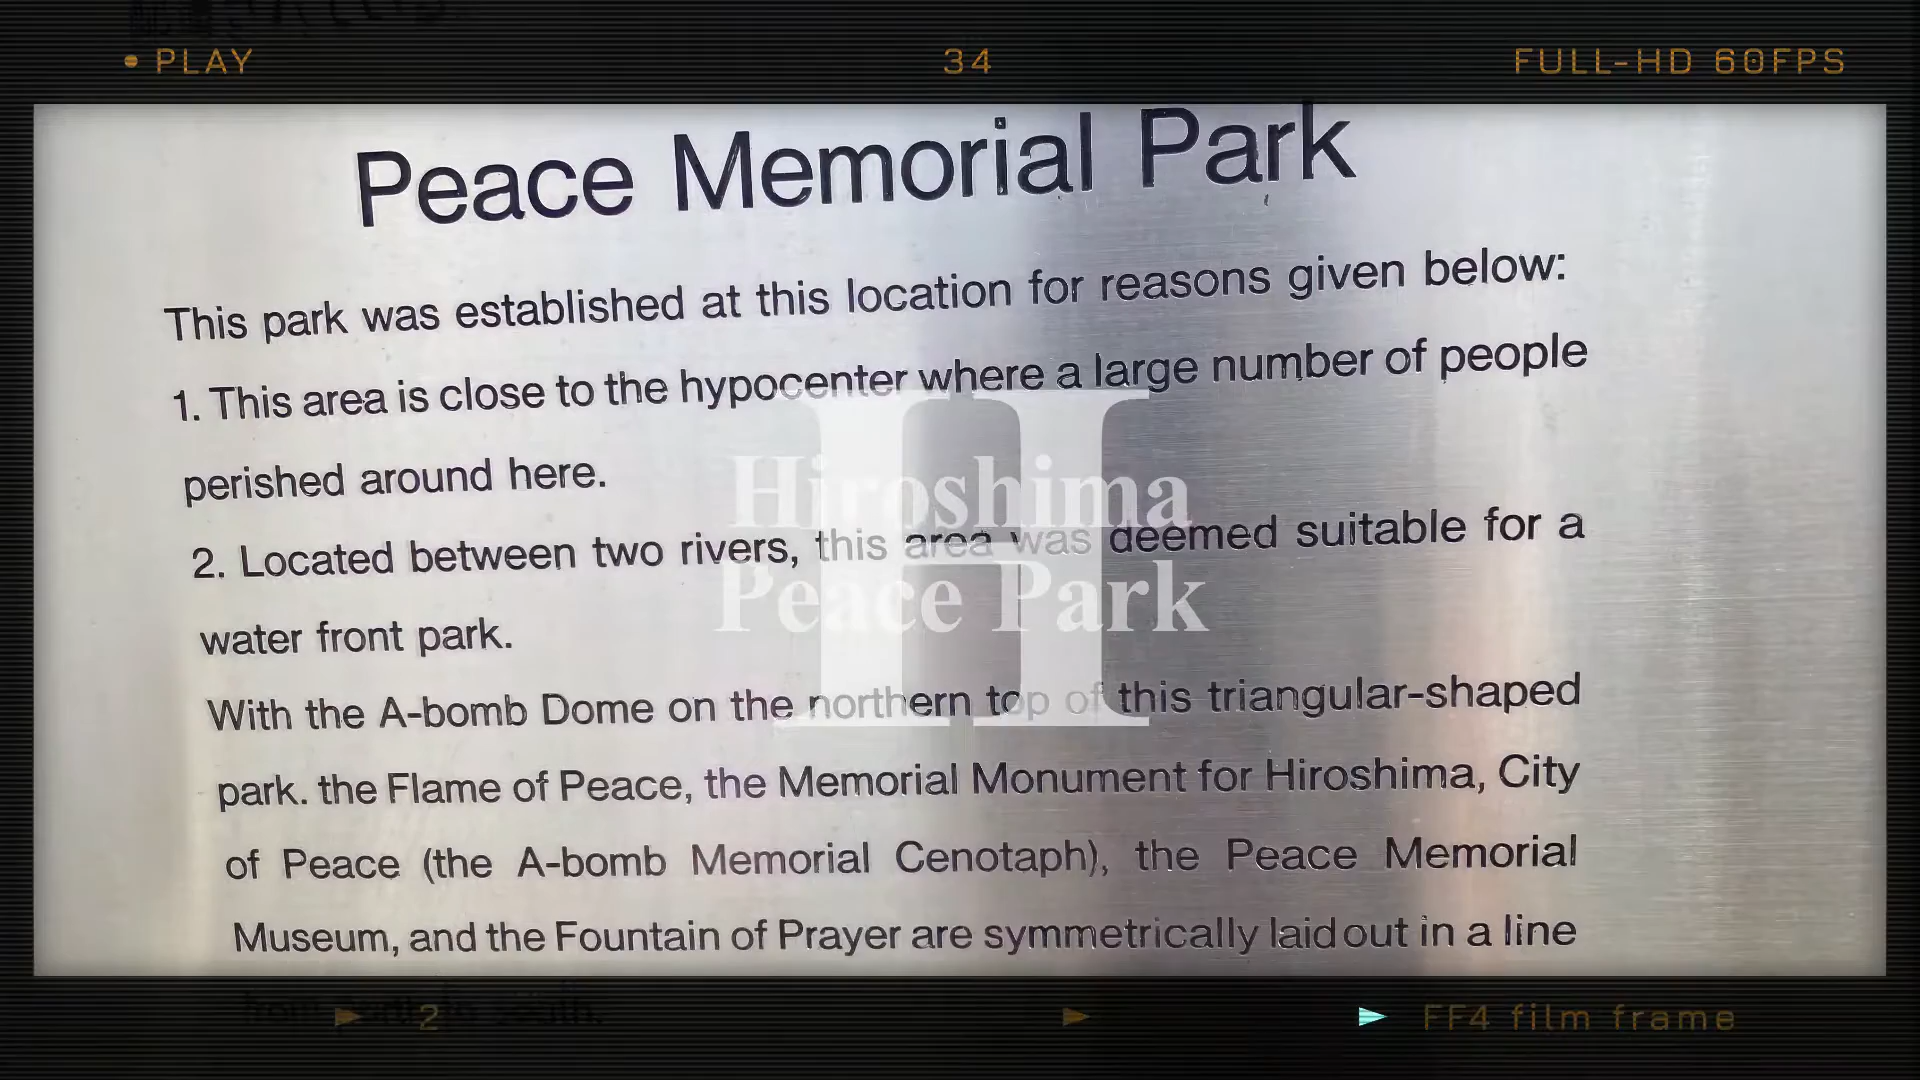 PLAY
34
FULL-HD 60FPS
Peace Memorial Park
This park was established at this location for reasons given below:
1. This area is close to the hypocenter where a large number of people
perished around here.
2. Located between two rivers, this area was deemed suitable for a
water front park.
With the A-bomb Dome on the northern top of this triangular-shaped
park. the Flame of Peace, the Memorial Monument for Hiroshima, City
of Peace (the A-bomb Memorial Cenotaph), the Peace Memorial
Museum, and the Fountain of Prayer are symmetrically laid out in a line
from north to south.
H
Hiroshima
Peace Park
2
FF4 film frame